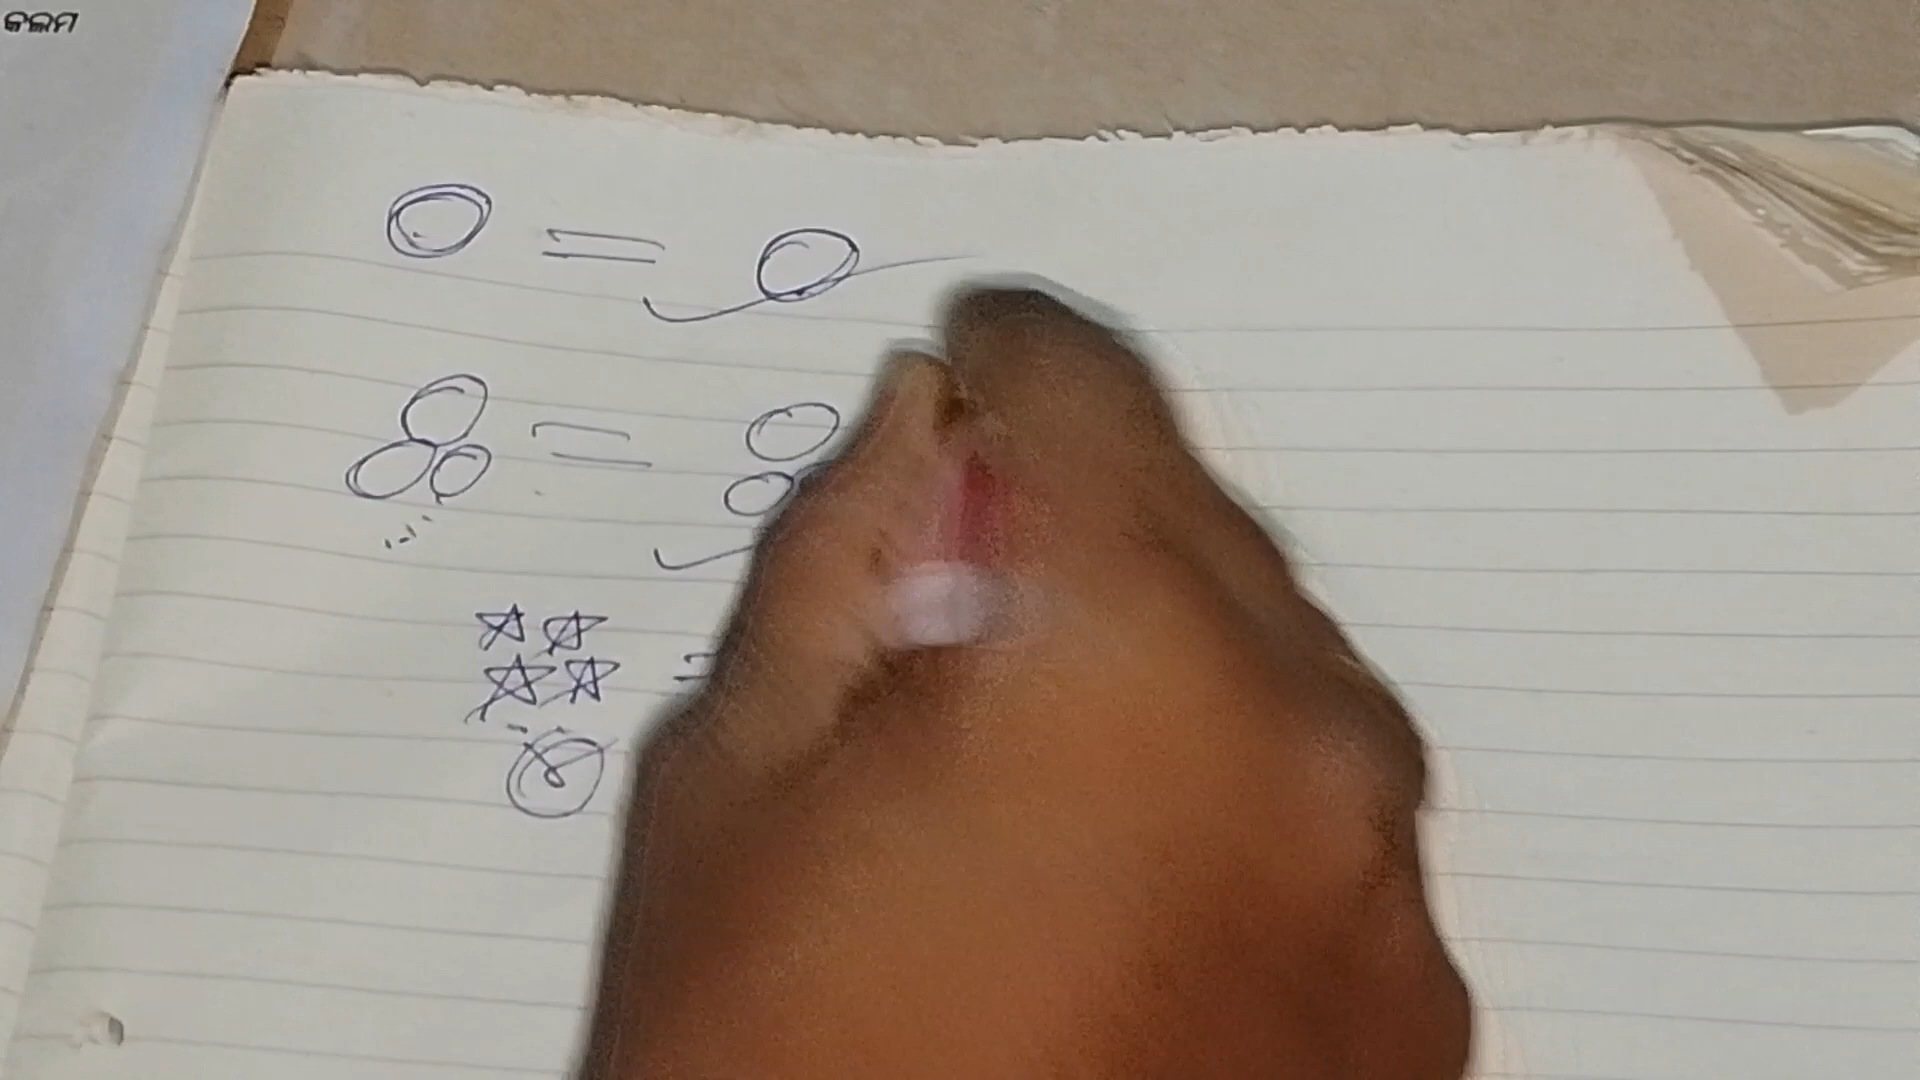 କଲମ
=
=